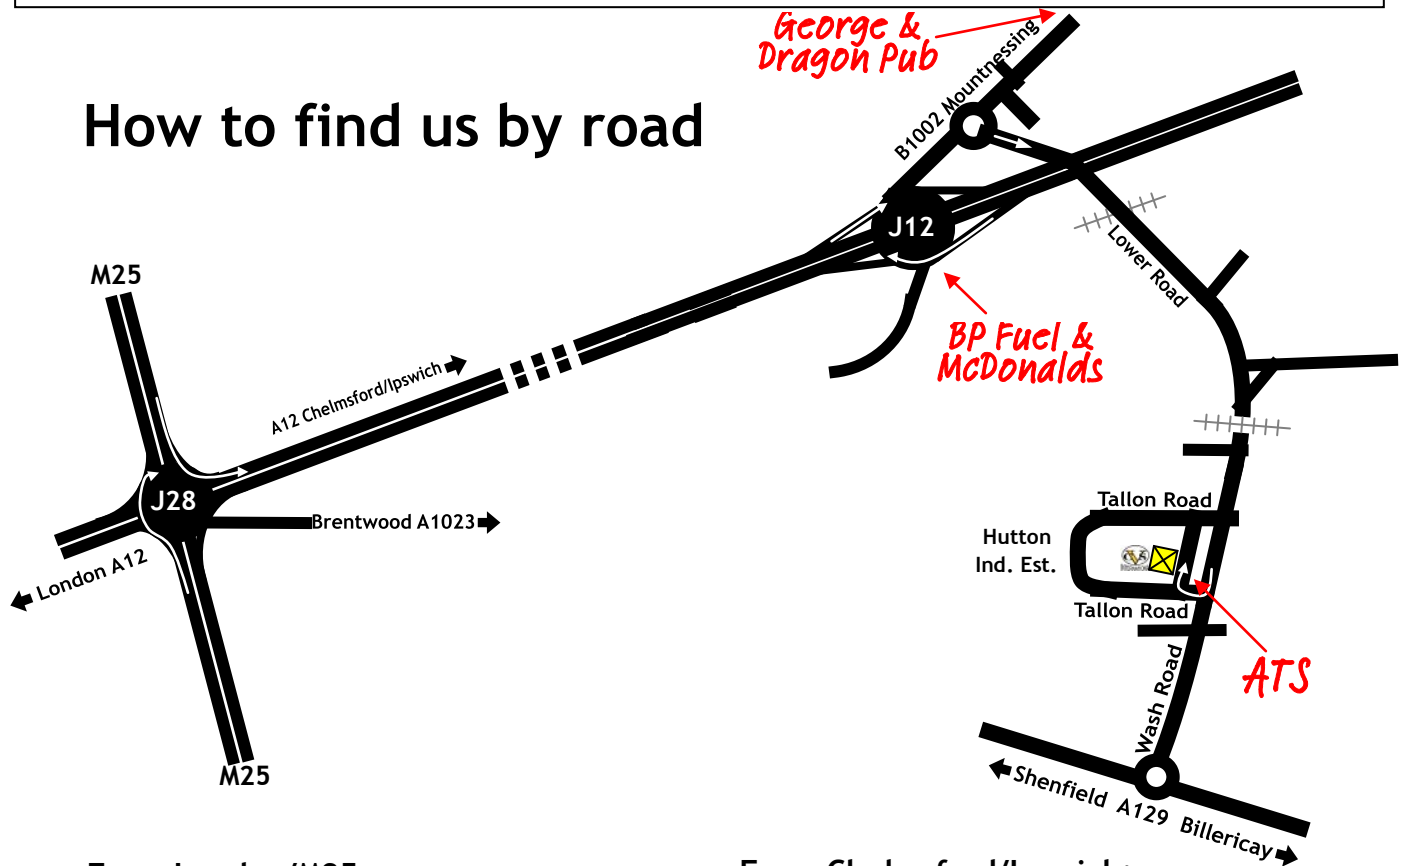 George &
Dragon Pub
B1002 Mountnessing
How to find us by road
J12
Lower Road
M25
BP Fuel &
McDonalds
A12 Chelmsford/Ipswich
J28
Brentwood A1023
London A12
Tallon Road
Hutton
Ind. Est.
Tallon Road
ATS
Wash Road
M25
Shenfield A129 Billericay